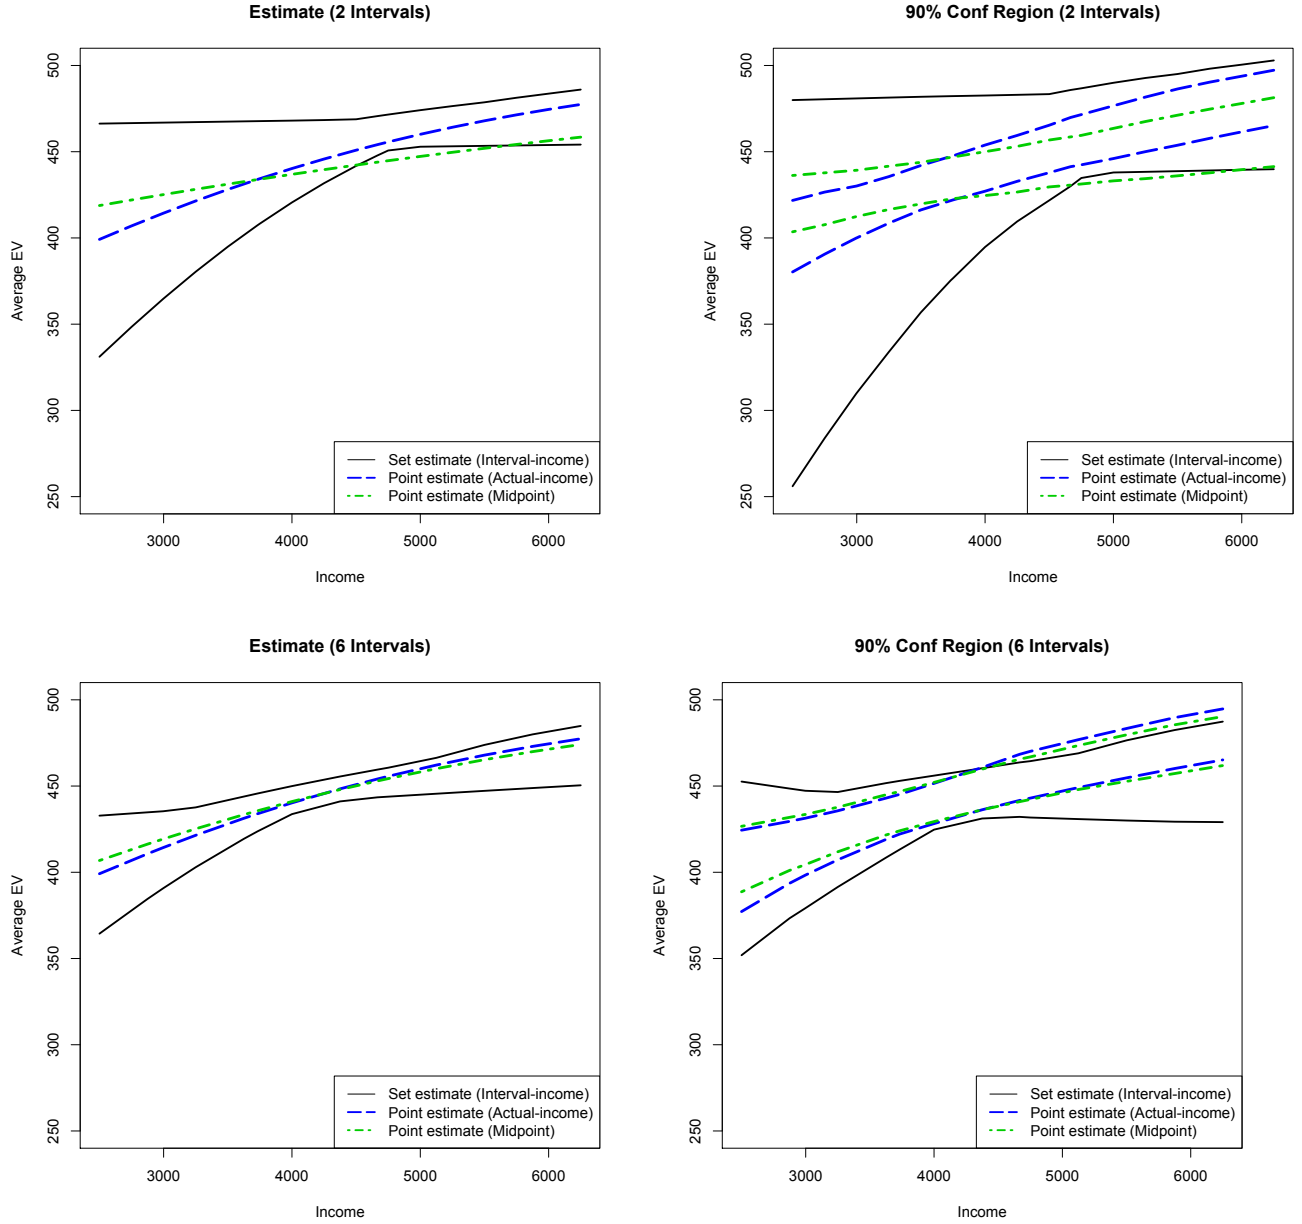 Estimate (2 Intervals)
500
450
400
350
300
250
Average EV
3000 4000 5000 6000
Income
Set estimate (Interval-income)
Point estimate (Actual-income)
Point estimate (Midpoint)
90% Conf Region (2 Intervals)
500
450
400
350
300
250
Average EV
3000 4000 5000 6000
Income
Set estimate (Interval-income)
Point estimate (Actual-income)
Point estimate (Midpoint)
Estimate (6 Intervals)
500
450
400
350
300
250
Average EV
3000 4000 5000 6000
Income
Set estimate (Interval-income)
Point estimate (Actual-income)
Point estimate (Midpoint)
90% Conf Region (6 Intervals)
500
450
400
350
300
250
Average EV
3000 4000 5000 6000
Income
Set estimate (Interval-income)
Point estimate (Actual-income)
Point estimate (Midpoint)